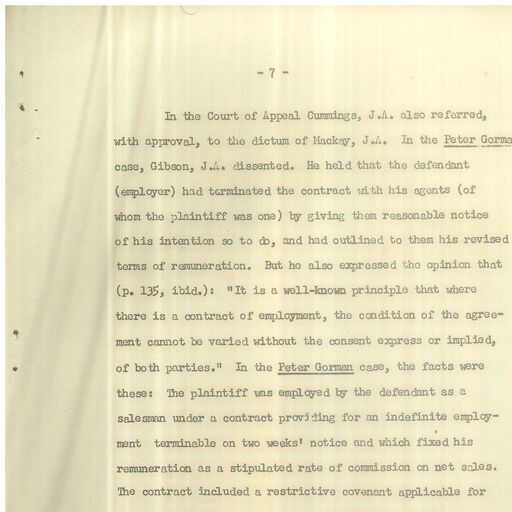 - 7 -
In the Court of Appeal Cummings, J.A. also referred,
with approval, to the dictum of Mackay, J.A. In the Peter Gorma
case, Gibson, J.A. dissented. He held that the defendant
(employer) had terminated the contract with his agents (of
whom the plaintiff was one) by giving them reasonable notice
of his intention so to do, and had outlined to them his revised
terms of remuneration. But he also expressed the opinion that
(p. 135, ibid.): "It is a well-known principle that where
there is a contract of employment, the condition of the agree-
ment cannot be varied without the consent express or implied,
of both parties." In the Peter Gorman case, the facts were
these: The plaintiff was employed by the defendant as a
salesman under a contract providing for an indefinite employ-
ment terminable on two weeks' notice and which fixed his
remuneration as a stipulated rate of commission on net sales.
The contract included a restrictive covenant applicable for